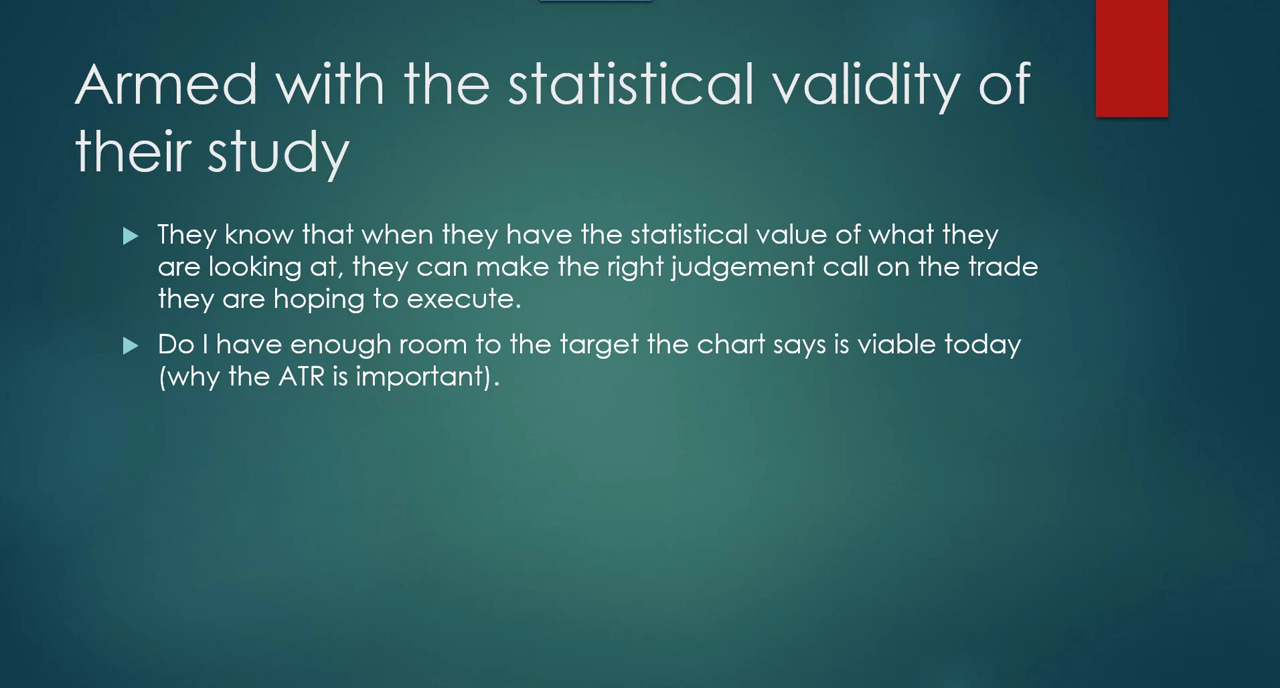 Armed with the statistical validity of
their study
They know that when they have the statistical value of what they
are looking at, they can make the right judgement call on the trade
they are hoping to execute.
Do I have enough room to the target the chart says is viable today
(why the ATR is important).